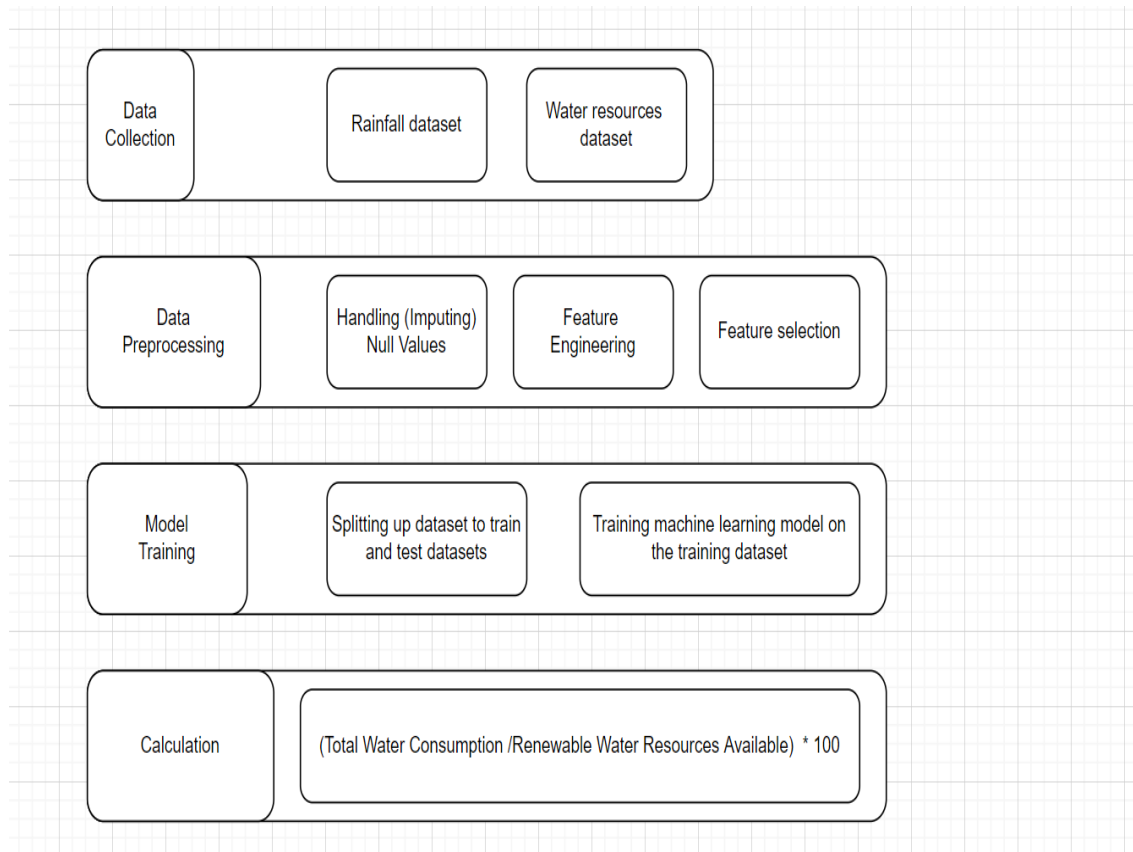 Data
Collection
Rainfall dataset
Water resources
dataset
Data
Preprocessing
Handling (Imputing)
Null Values
Feature
Engineering
Feature selection
Model
Training
Splitting up dataset to train
and test datasets
Training machine learning model on
the training dataset
Calculation
(Total Water Consumption /Renewable Water Resources Available)  * 100